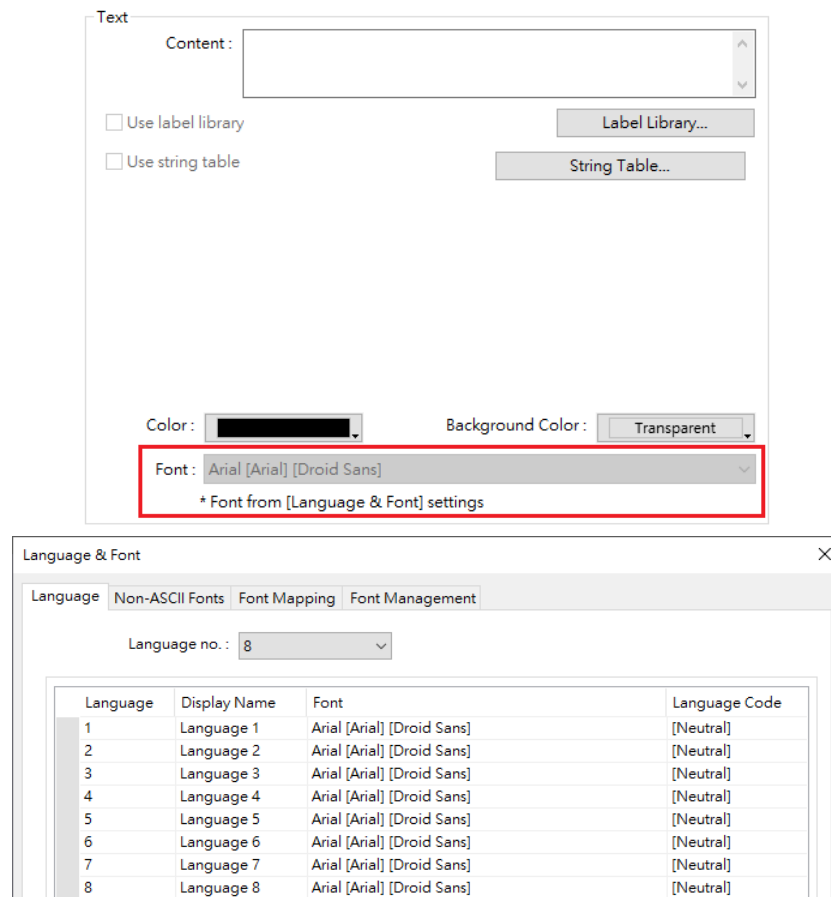 Text
Content :
Use label library
Label Library...
Use string table
String Table...
Color :
Background Color : Transparent
Font : Arial [Arial] [Droid Sans]
* Font from [Language & Font] settings
Language & Font
Language Non-ASCII Fonts Font Mapping Font Management
Language no. : 8
Language Display Name Font Language Code
1 Language 1 Arial [Arial] [Droid Sans] [Neutral]
2 Language 2 Arial [Arial] [Droid Sans] [Neutral]
3 Language 3 Arial [Arial] [Droid Sans] [Neutral]
4 Language 4 Arial [Arial] [Droid Sans] [Neutral]
5 Language 5 Arial [Arial] [Droid Sans] [Neutral]
6 Language 6 Arial [Arial] [Droid Sans] [Neutral]
7 Language 7 Arial [Arial] [Droid Sans] [Neutral]
8 Language 8 Arial [Arial] [Droid Sans] [Neutral]